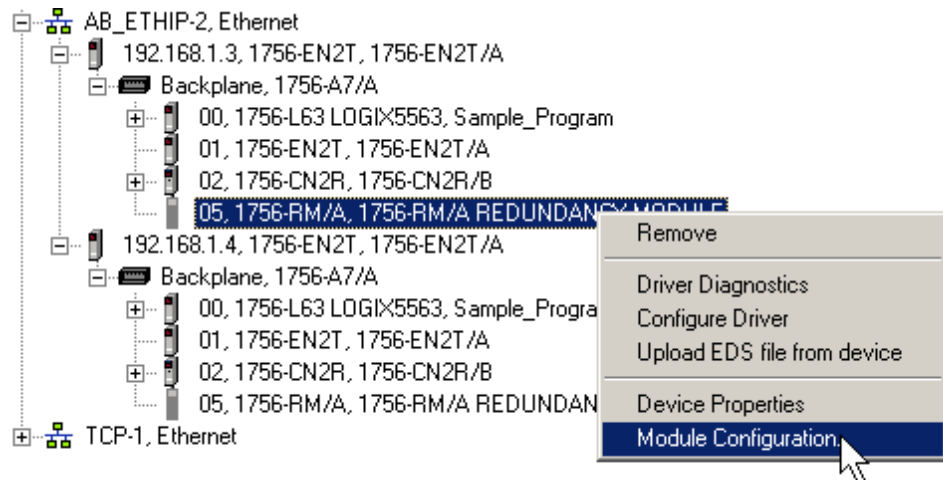 AB_ETHIP-2, Ethernet
192.168.1.3, 1756-EN2T, 1756-EN2T/A
Backplane, 1756-A7/A
00, 1756-L63 LOGIX5563, Sample_Program
01, 1756-EN2T, 1756-EN2T/A
02, 1756-CN2R, 1756-CN2R/B
05, 1756-RM/A, 1756-RM/A REDUNDANCY MODULE
192.168.1.4, 1756-EN2T, 1756-EN2T/A
Backplane, 1756-A7/A
00, 1756-L63 LOGIX5563, Sample_Progra
01, 1756-EN2T, 1756-EN2T/A
02, 1756-CN2R, 1756-CN2R/B
05, 1756-RM/A, 1756-RM/A REDUNDAN
TCP-1, Ethernet
Remove
Driver Diagnostics
Configure Driver
Upload EDS file from device
Device Properties
Module Configuration.